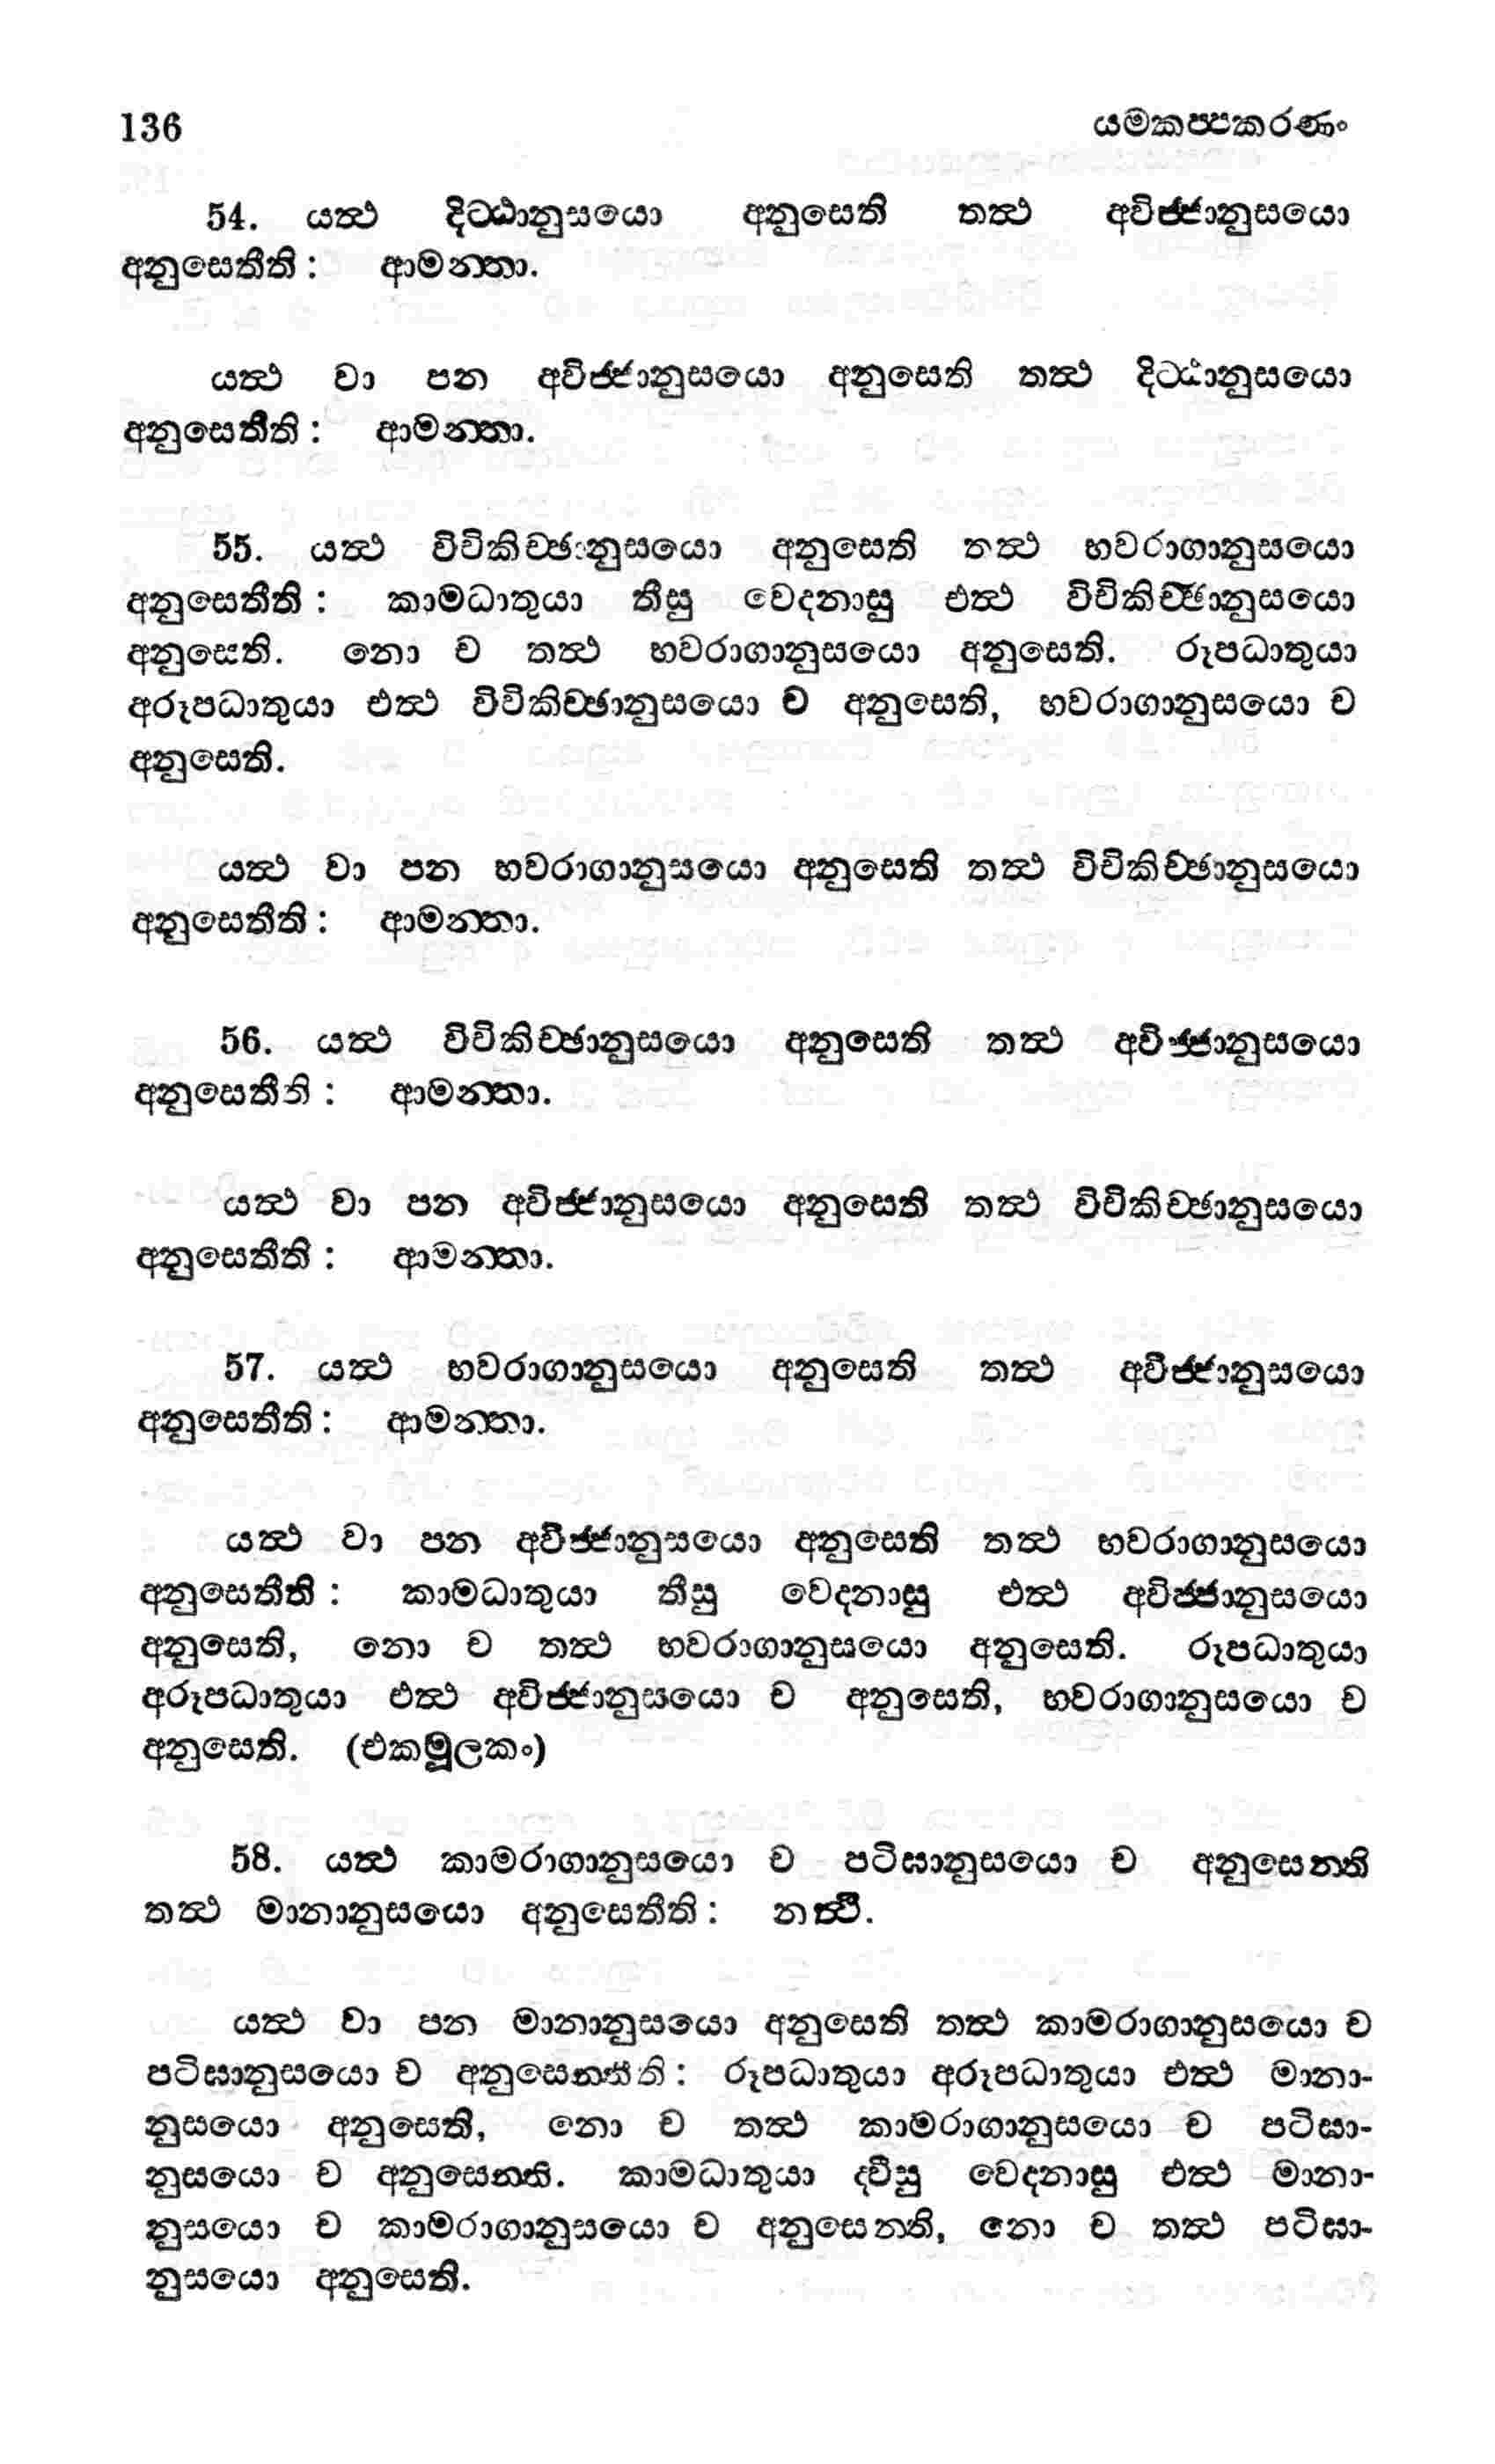 136 යමකප්පකරණං
54. යත්‍ථ දිට්ඨානුසයො අනුසෙති තත්‍ථ අවිජ්ජානුසයො
අනුසෙතීති: ආමන්තා.
යත්‍ථ වා පන අවිජ්ජානුසයො අනුසෙති තත්‍ථ දිට්ඨානුසයො
අනුසෙතීති: ආමන්තා.
55. යත්‍ථ විචිකිච්ඡානුසයො අනුසෙති තත්‍ථ භවරාගානුසයො
අනුසෙතීති: කාමධාතුයා තීසු වෙදනාසු එත්‍ථ විචිකිච්ඡානුසයො
අනුසෙති. නො ච තත්‍ථ භවරාගානුසයො අනුසෙති. රූපධාතුයා
අරූපධාතුයා එත්‍ථ විචිකිච්ඡානුසයො ච අනුසෙති, භවරාගානුසයො ච
අනුසෙති.
යත්‍ථ වා පන භවරාගානුසයො අනුසෙති තත්‍ථ විචිකිච්ඡානුසයො
අනුසෙතීති: ආමන්තා.
56. යත්‍ථ විචිකිච්ඡානුසයො අනුසෙති තත්‍ථ අවිජ්ජානුසයො
අනුසෙතීති: ආමන්තා.
යත්‍ථ වා පන අවිජ්ජානුසයො අනුසෙති තත්‍ථ විචිකිච්ඡානුසයො
අනුසෙතීති: ආමන්තා.
57. යත්‍ථ භවරාගානුසයො අනුසෙති තත්‍ථ අවිජ්ජානුසයො
අනුසෙතීති: ආමන්තා.
යත්‍ථ වා පන අවිජ්ජානුසයො අනුසෙති තත්‍ථ භවරාගානුසයො
අනුසෙතීති: කාමධාතුයා තීසු වෙදනාසු එත්‍ථ අවිජ්ජානුසයො
අනුසෙති, නො ච තත්‍ථ භවරාගානුසයො අනුසෙති. රූපධාතුයා
අරූපධාතුයා එත්‍ථ අවිජ්ජානුසයො ච අනුසෙති, භවරාගානුසයො ච
අනුසෙති. (එකමූලකං)
58. යත්‍ථ කාමරාගානුසයො ච පටිඝානුසයො ච අනුසෙන්ති
තත්‍ථ මානානුසයො අනුසෙතීති: නත්‍ථි.
යත්‍ථ වා පන මානානුසයො අනුසෙති තත්‍ථ කාමරාගානුසයො ච
පටිඝානුසයො ච අනුසෙන්තීති: රූපධාතුයා අරූපධාතුයා එත්‍ථ මානා-
නුසයො අනුසෙති, නො ච තත්‍ථ කාමරාගානුසයො ච පටිඝා-
නුසයො ච අනුසෙන්ති. කාමධාතුයා ද්වීසු වෙදනාසු එත්‍ථ මානා-
නුසයො ච කාමරාගානුසයො ච අනුසෙන්ති, නො ච තත්‍ථ පටිඝා-
නුසයො අනුසෙති.